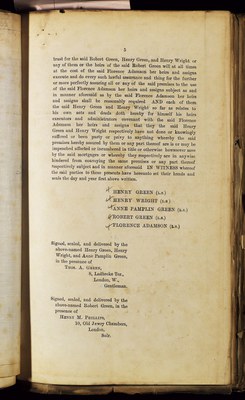 3
trust for the said Robert Green, Henry Green, and Henry Wright or
any of them or the heirs of the said Robert Green will at all times
at the cost of the said Florence Adamson her heirs and assigns
execute and do every such lawful assurance and thing for the further
or more perfectly assuring all or any of the said premises to the use
of the said Florence Adamson her heirs and assigns subject as and
in manner aforesaid as by the said Florence Adamson her heirs
and assigns shall be reasonably required AND each of them
the said Henry Green and Henry Wright so far as relates to
his own acts and deeds doth hereby for himself his heirs
executors and administrators covenant with the said Florence
Adamson her heirs and assigns that they the said Henry
Green and Henry Wright respectively have not done or knowingly
suffered or been party or privy to anything whereby the said
premises hereby assured by them or any part thereof are or may be
impeached affected or incumbered in title or otherwise howsoever save
by the said mortgages or whereby they respectively are in anywise
hindered from conveying the same premises or any part thereof
respectively subject and in manner aforesaid IN WITNESS whereof
the said parties to these presents have hereunto set their hands and
seals the day and year first above written.
HENRY GREEN (L.S.)
HENRY WRIGHT (L.S.)
ANNE PAMPLIN GREEN (L.S.)
ROBERT GREEN (L.S.)
FLORENCE ADAMSON (L.S.)
Signed, sealed, and delivered by the
above-named Henry Green, Henry
Wright, and Anne Pamplin Green,
in the presence of
THOS. A. GREEN,
London, W.,
Gentleman.
Signed, sealed, and delivered by the
above-named Robert Green, in the
presence of
HENRY M. PHILLIPS,
Old Jewry Chambers,
London,
Solr.